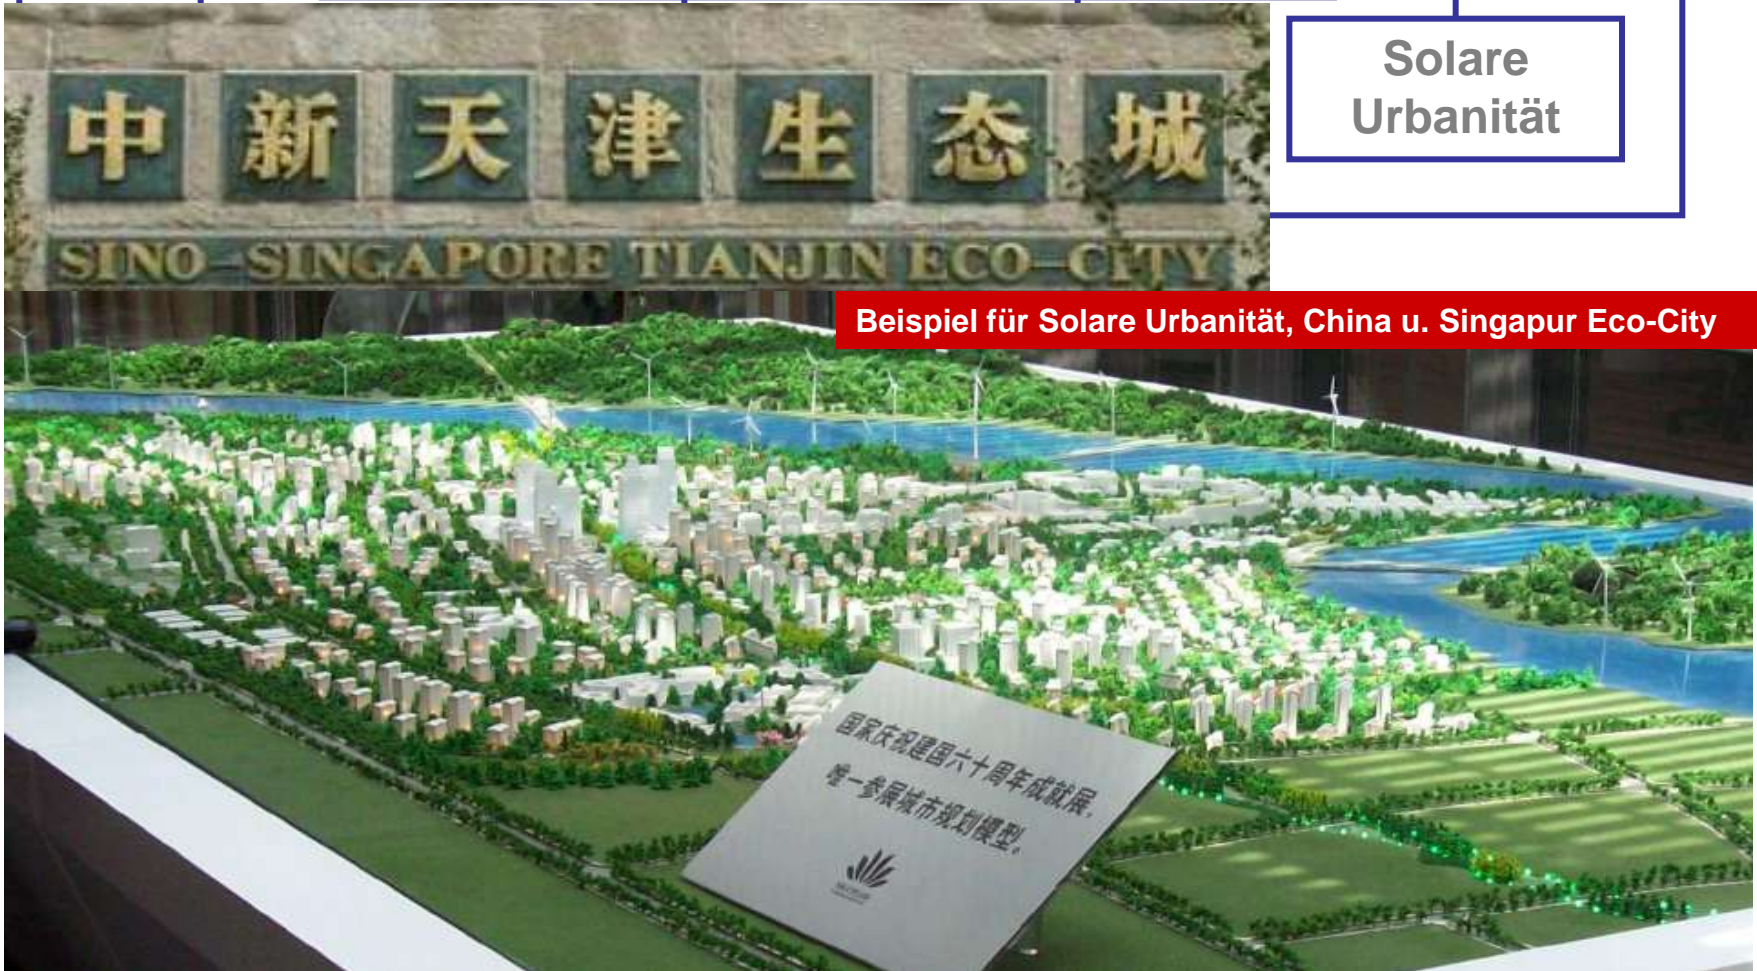 中新天津生态城
SINO-SINGAPORE TIANJIN ECO-CITY
Solare
Urbanität
Beispiel für Solare Urbanität, China u. Singapur Eco-City
国家庆祝建国六十周年成就展,
唯一参展城市规划模型。